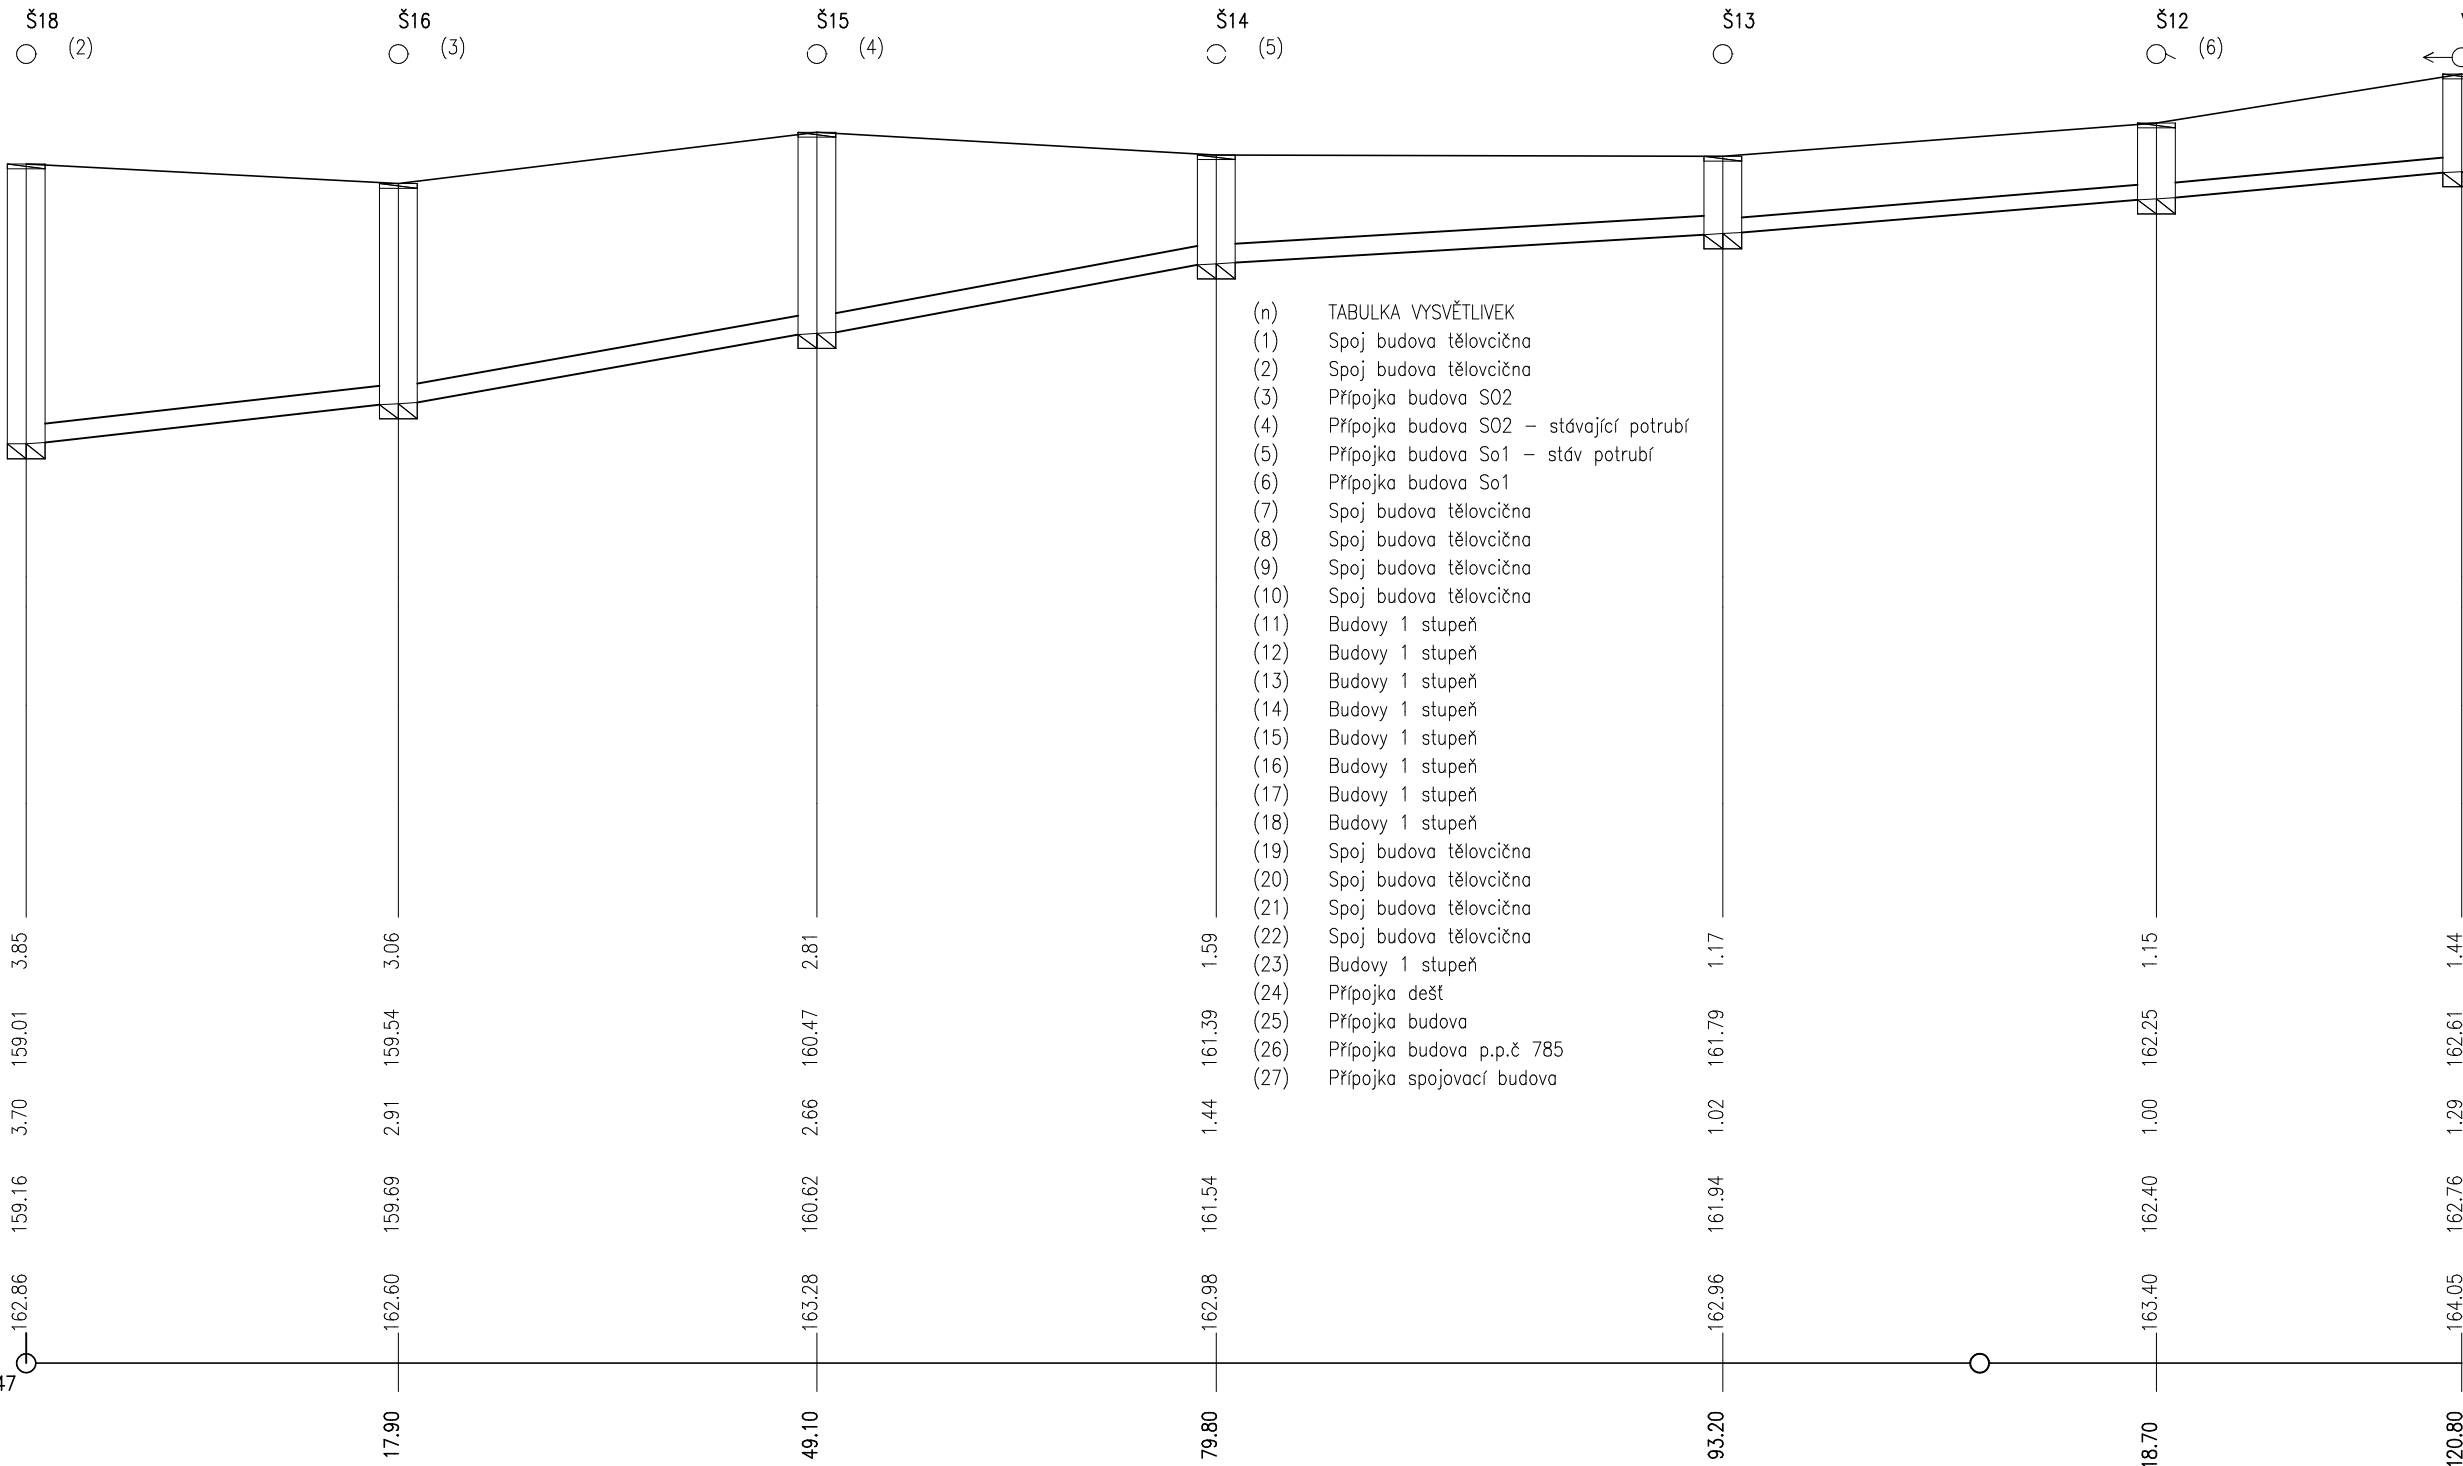 Š18
Š16
Š15
Š14
Š13
Š12
(2)
(3)
(4)
(5)
(6)
(n) TABULKA VYSVĚTLIVEK
(1) Spoj budova tělovcična
(2) Spoj budova tělovcična
(3) Přípojka budova SO2
(4) Přípojka budova SO2 – stávající potrubí
(5) Přípojka budova So1 – stáv potrubí
(6) Přípojka budova So1
(7) Spoj budova tělovcična
(8) Spoj budova tělovcična
(9) Spoj budova tělovcična
(10) Spoj budova tělovcična
(11) Budovy 1 stupeň
(12) Budovy 1 stupeň
(13) Budovy 1 stupeň
(14) Budovy 1 stupeň
(15) Budovy 1 stupeň
(16) Budovy 1 stupeň
(17) Budovy 1 stupeň
(18) Budovy 1 stupeň
(19) Spoj budova tělovcična
(20) Spoj budova tělovcična
(21) Spoj budova tělovcična
(22) Spoj budova tělovcična
(23) Budovy 1 stupeň
(24) Přípojka dešť
(25) Přípojka budova
(26) Přípojka budova p.p.č 785
(27) Přípojka spojovací budova
3.85
3.06
2.81
1.59
1.17
1.15
1.44
159.01
159.54
160.47
161.39
161.79
162.25
162.61
3.70
2.91
2.66
1.44
1.02
1.00
1.29
159.16
159.69
160.62
161.54
161.94
162.40
162.76
162.86
162.60
163.28
162.98
162.96
163.40
164.05
47
17.90
49.10
79.80
93.20
18.70
120.80